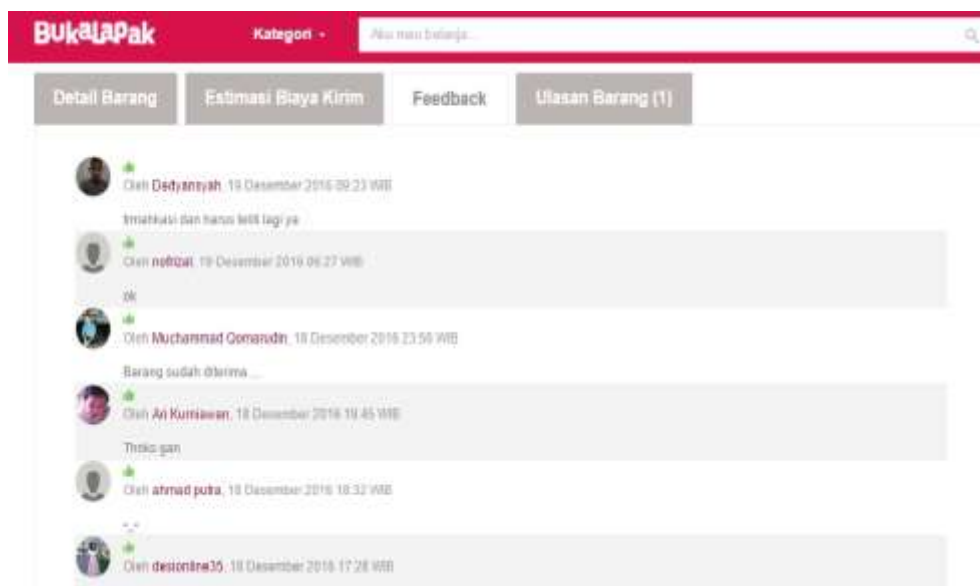 BukaLapak
Kategori
Aku mau belanja...
Detail Barang
Estimasi Biaya Kirim
Feedback
Ulasan Barang (1)
Oleh Dedyansyah, 19 Desember 2016 09:23 WIB
dan harus teliti lagi ya
Oleh nofrizal, 19 Desember 2016 06:27 WIB
ok
Oleh Muchammad Qomarudin, 18 Desember 2016 23:56 WIB
Barang sudah diterima....
Oleh Ari Kurniawan, 18 Desember 2016 19:45 WIB
Thnks gan
Oleh ahmad putra, 18 Desember 2016 18:32 WIB
^_^
Oleh desionline35, 18 Desember 2016 17:28 WIB